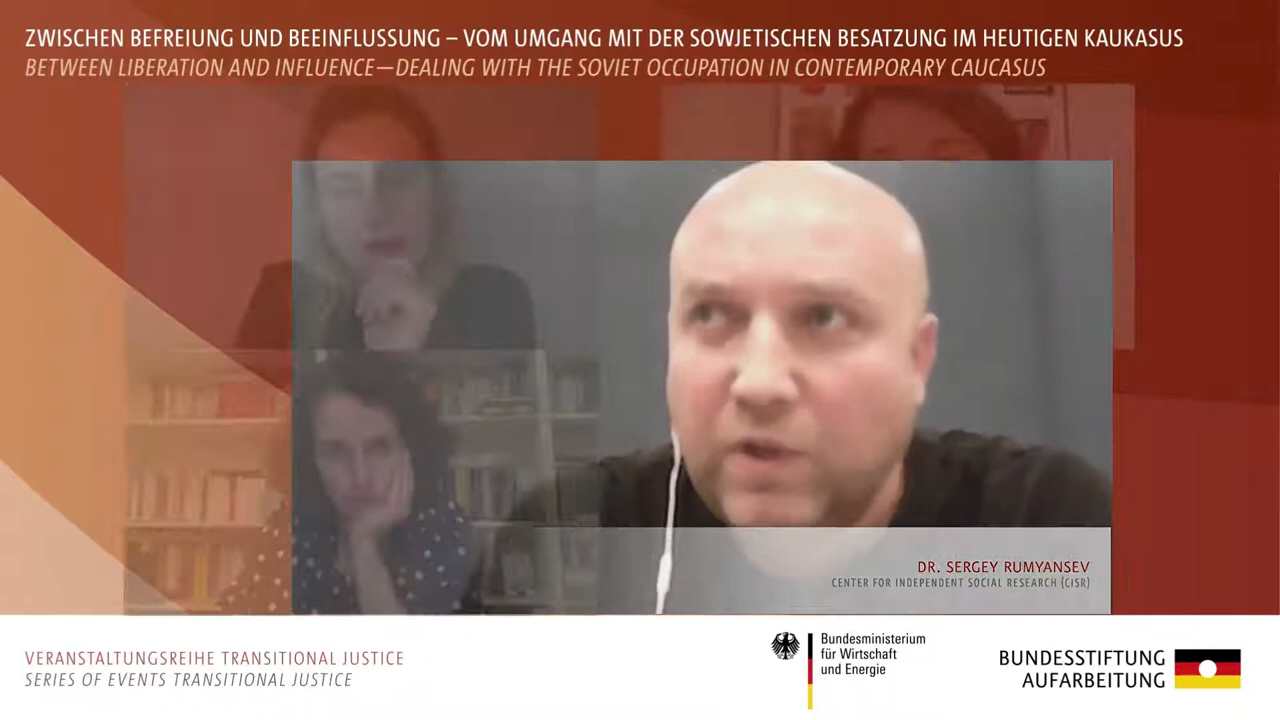 ZWISCHEN BEFREIUNG UND BEEINFLUSSUNG – VOM UMGANG MIT DER SOWJETISCHEN BESATZUNG IM HEUTIGEN KAUKASUS
BETWEEN LIBERATION AND INFLUENCE—DEALING WITH THE SOVIET OCCUPATION IN CONTEMPORARY CAUCASUS
DR. SERGEY RUMYANSEV
CENTER FOR INDEPENDENT SOCIAL RESEARCH (CISR)
VERANSTALTUNGSREIHE TRANSITIONAL JUSTICE
SERIES OF EVENTS TRANSITIONAL JUSTICE
Bundesministerium
für Wirtschaft
und Energie
BUNDESSTIFTUNG
AUFARBEITUNG